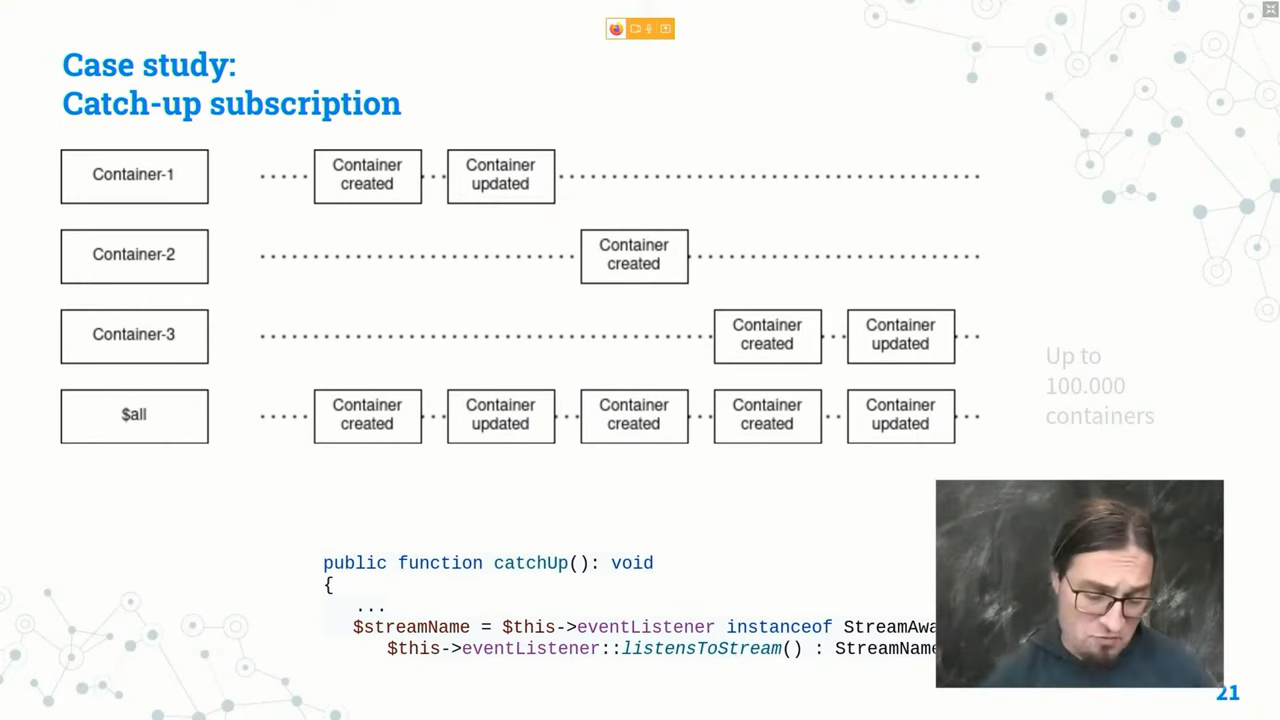 Case study:
Catch-up subscription
Container-1
Container
created
Container
updated
Container-2
Container
created
Container-3
Container
created
Container
updated
$all
Container
created
Container
updated
Container
created
Container
created
Container
updated
Up to
100.000
containers
public function catchUp(): void
{
...
$streamName = $this->eventListener instanceof StreamAwa
$this->eventListener::listensToStream() : StreamName
21